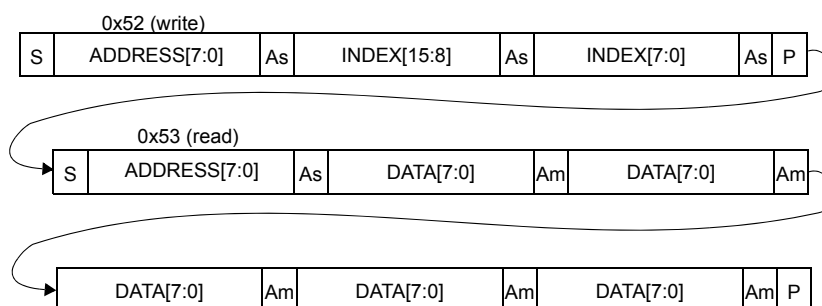 0x52 (write)
S ADDRESS[7:0] As INDEX[15:8] As INDEX[7:0] As P
0x53 (read)
S ADDRESS[7:0] As DATA[7:0] Am DATA[7:0] Am
DATA[7:0] Am DATA[7:0] Am DATA[7:0] Am P